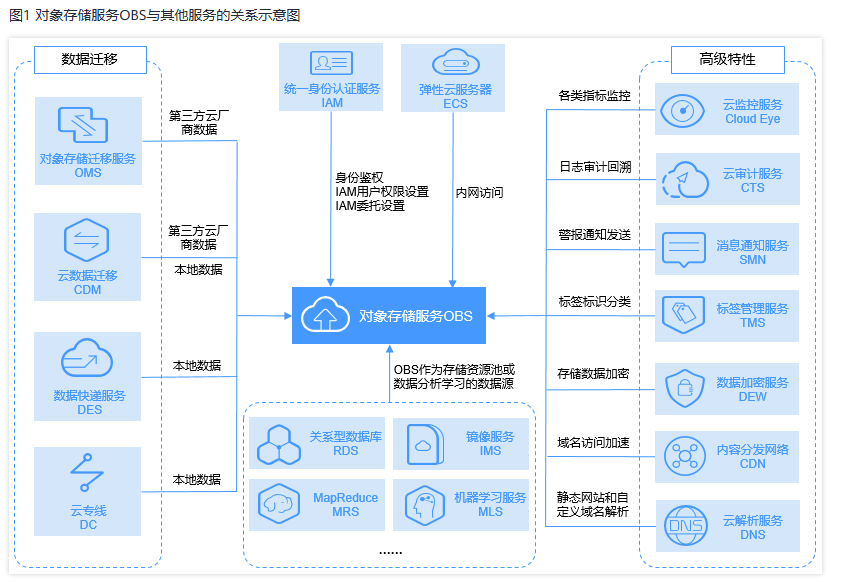 图1 对象存储服务OBS与其他服务的关系示意图
数据迁移
对象存储迁移服务
OMS
第三方云厂
商数据
云数据迁移
CDM
第三方云厂
商数据
本地数据
数据快递服务
DES
本地数据
云专线
DC
本地数据
统一身份认证服务
IAM
弹性云服务器
ECS
身份鉴权
IAM用户权限设置
IAM委托设置
内网访问
对象存储服务OBS
OBS作为存储资源池或
数据分析学习的数据源
关系型数据库
RDS
镜像服务
IMS
MapReduce
MRS
机器学习服务
MLS
......
高级特性
各类指标监控
云监控服务
Cloud Eye
日志审计回溯
云审计服务
CTS
警报通知发送
消息通知服务
SMN
标签标识分类
标签管理服务
TMS
存储数据加密
数据加密服务
DEW
域名访问加速
内容分发网络
CDN
静态网站和自
定义域名解析
DNS
云解析服务
DNS